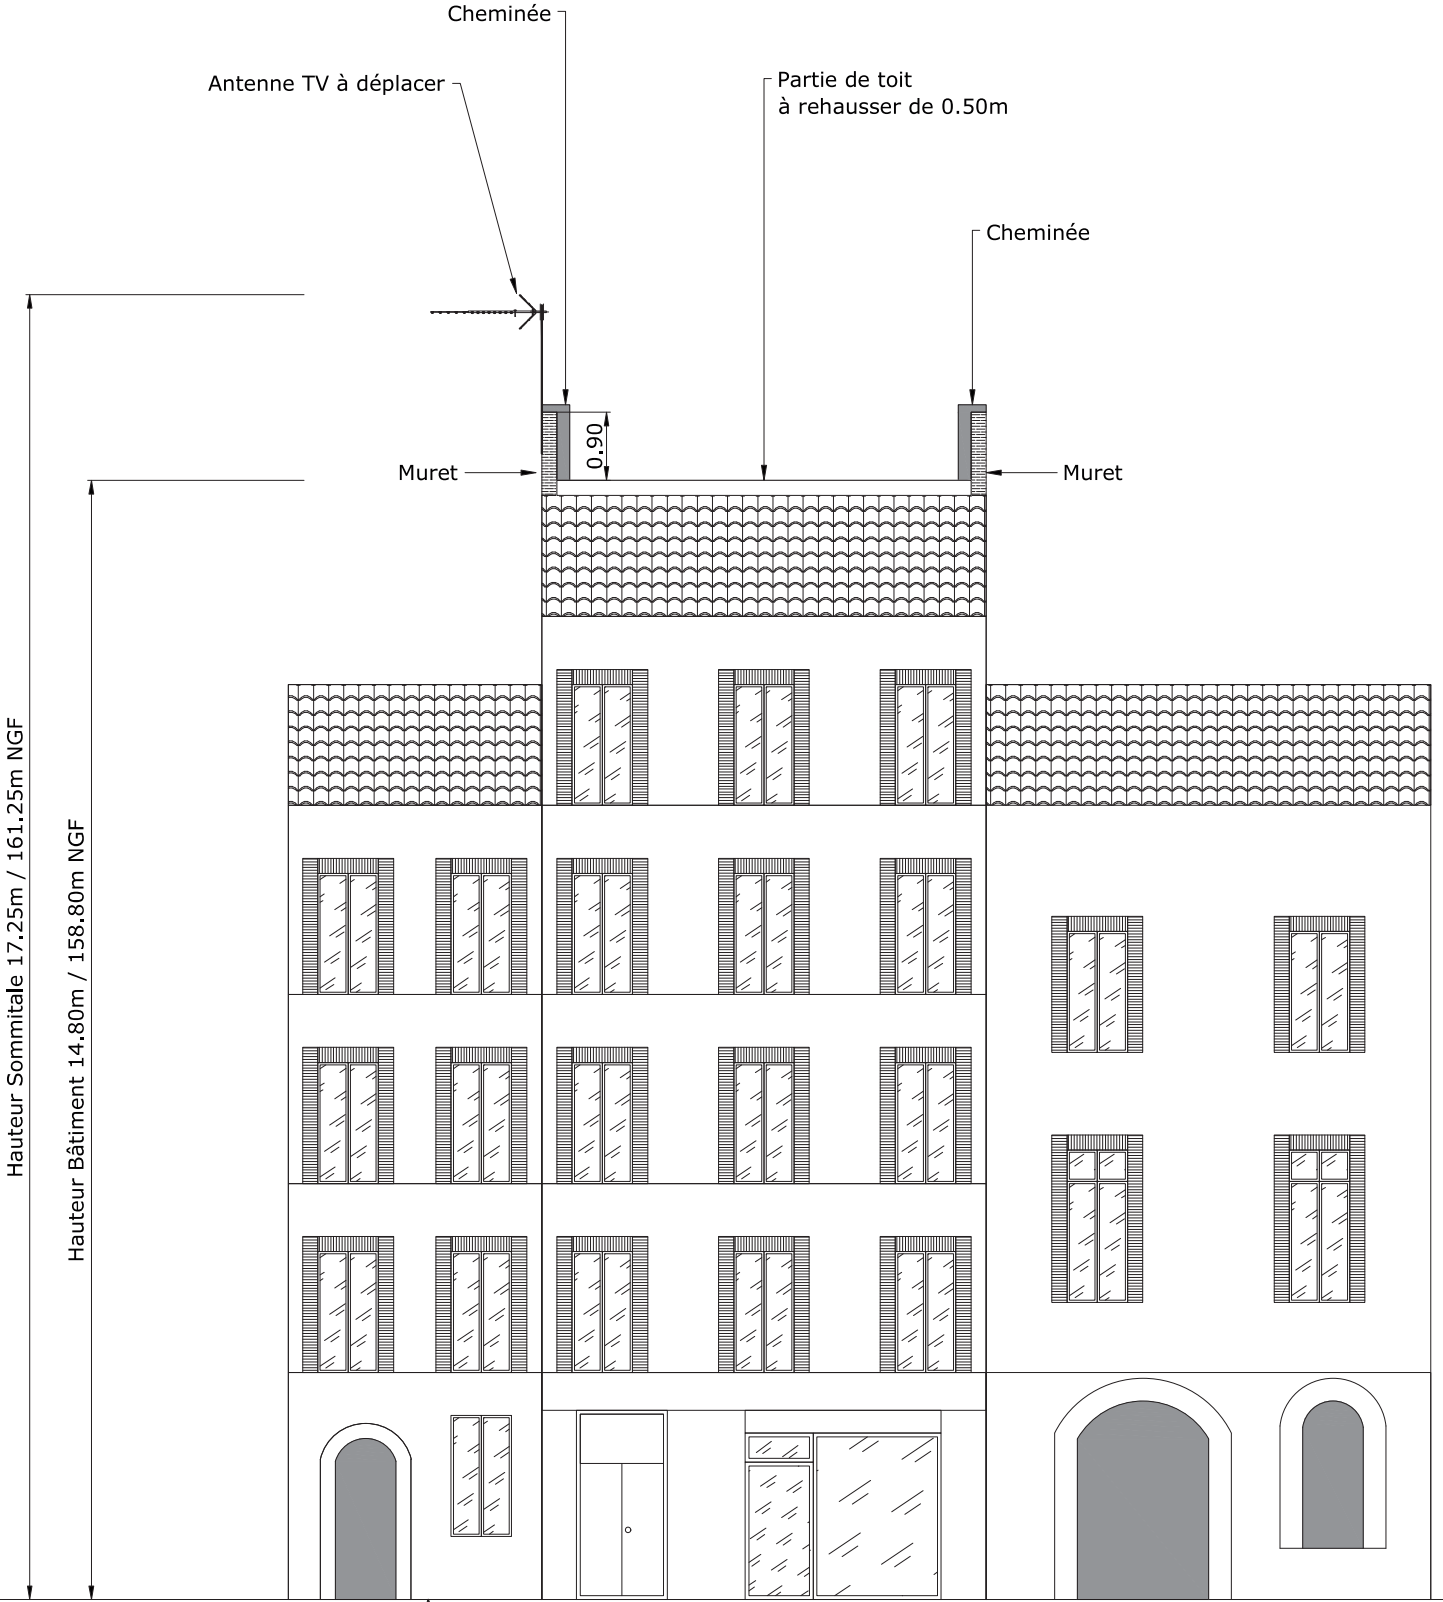 Cheminée
Antenne TV à déplacer
Partie de toit
à rehausser de 0.50m
Cheminée
0.90
Muret
Muret
Hauteur Sommitale 17.25m / 161.25m NGF
Hauteur Bâtiment 14.80m / 158.80m NGF